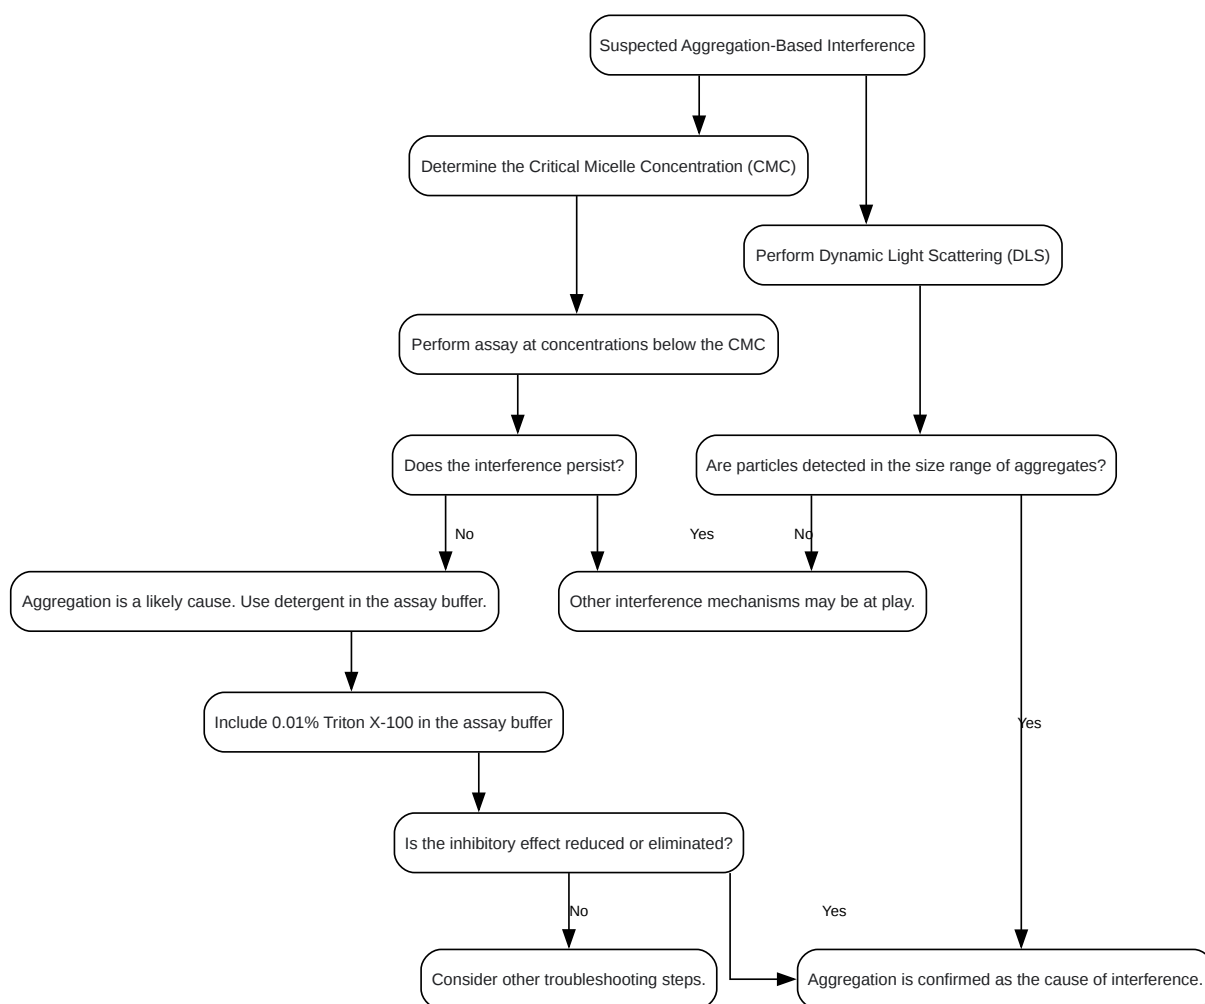 Suspected Aggregation-Based Interference
Determine the Critical Micelle Concentration (CMC)
Perform Dynamic Light Scattering (DLS)
Perform assay at concentrations below the CMC
Does the interference persist?
Are particles detected in the size range of aggregates?
No
Yes
No
Aggregation is a likely cause. Use detergent in the assay buffer.
Other interference mechanisms may be at play.
Include 0.01% Triton X-100 in the assay buffer
Yes
Is the inhibitory effect reduced or eliminated?
No
Yes
Consider other troubleshooting steps.
Aggregation is confirmed as the cause of interference.